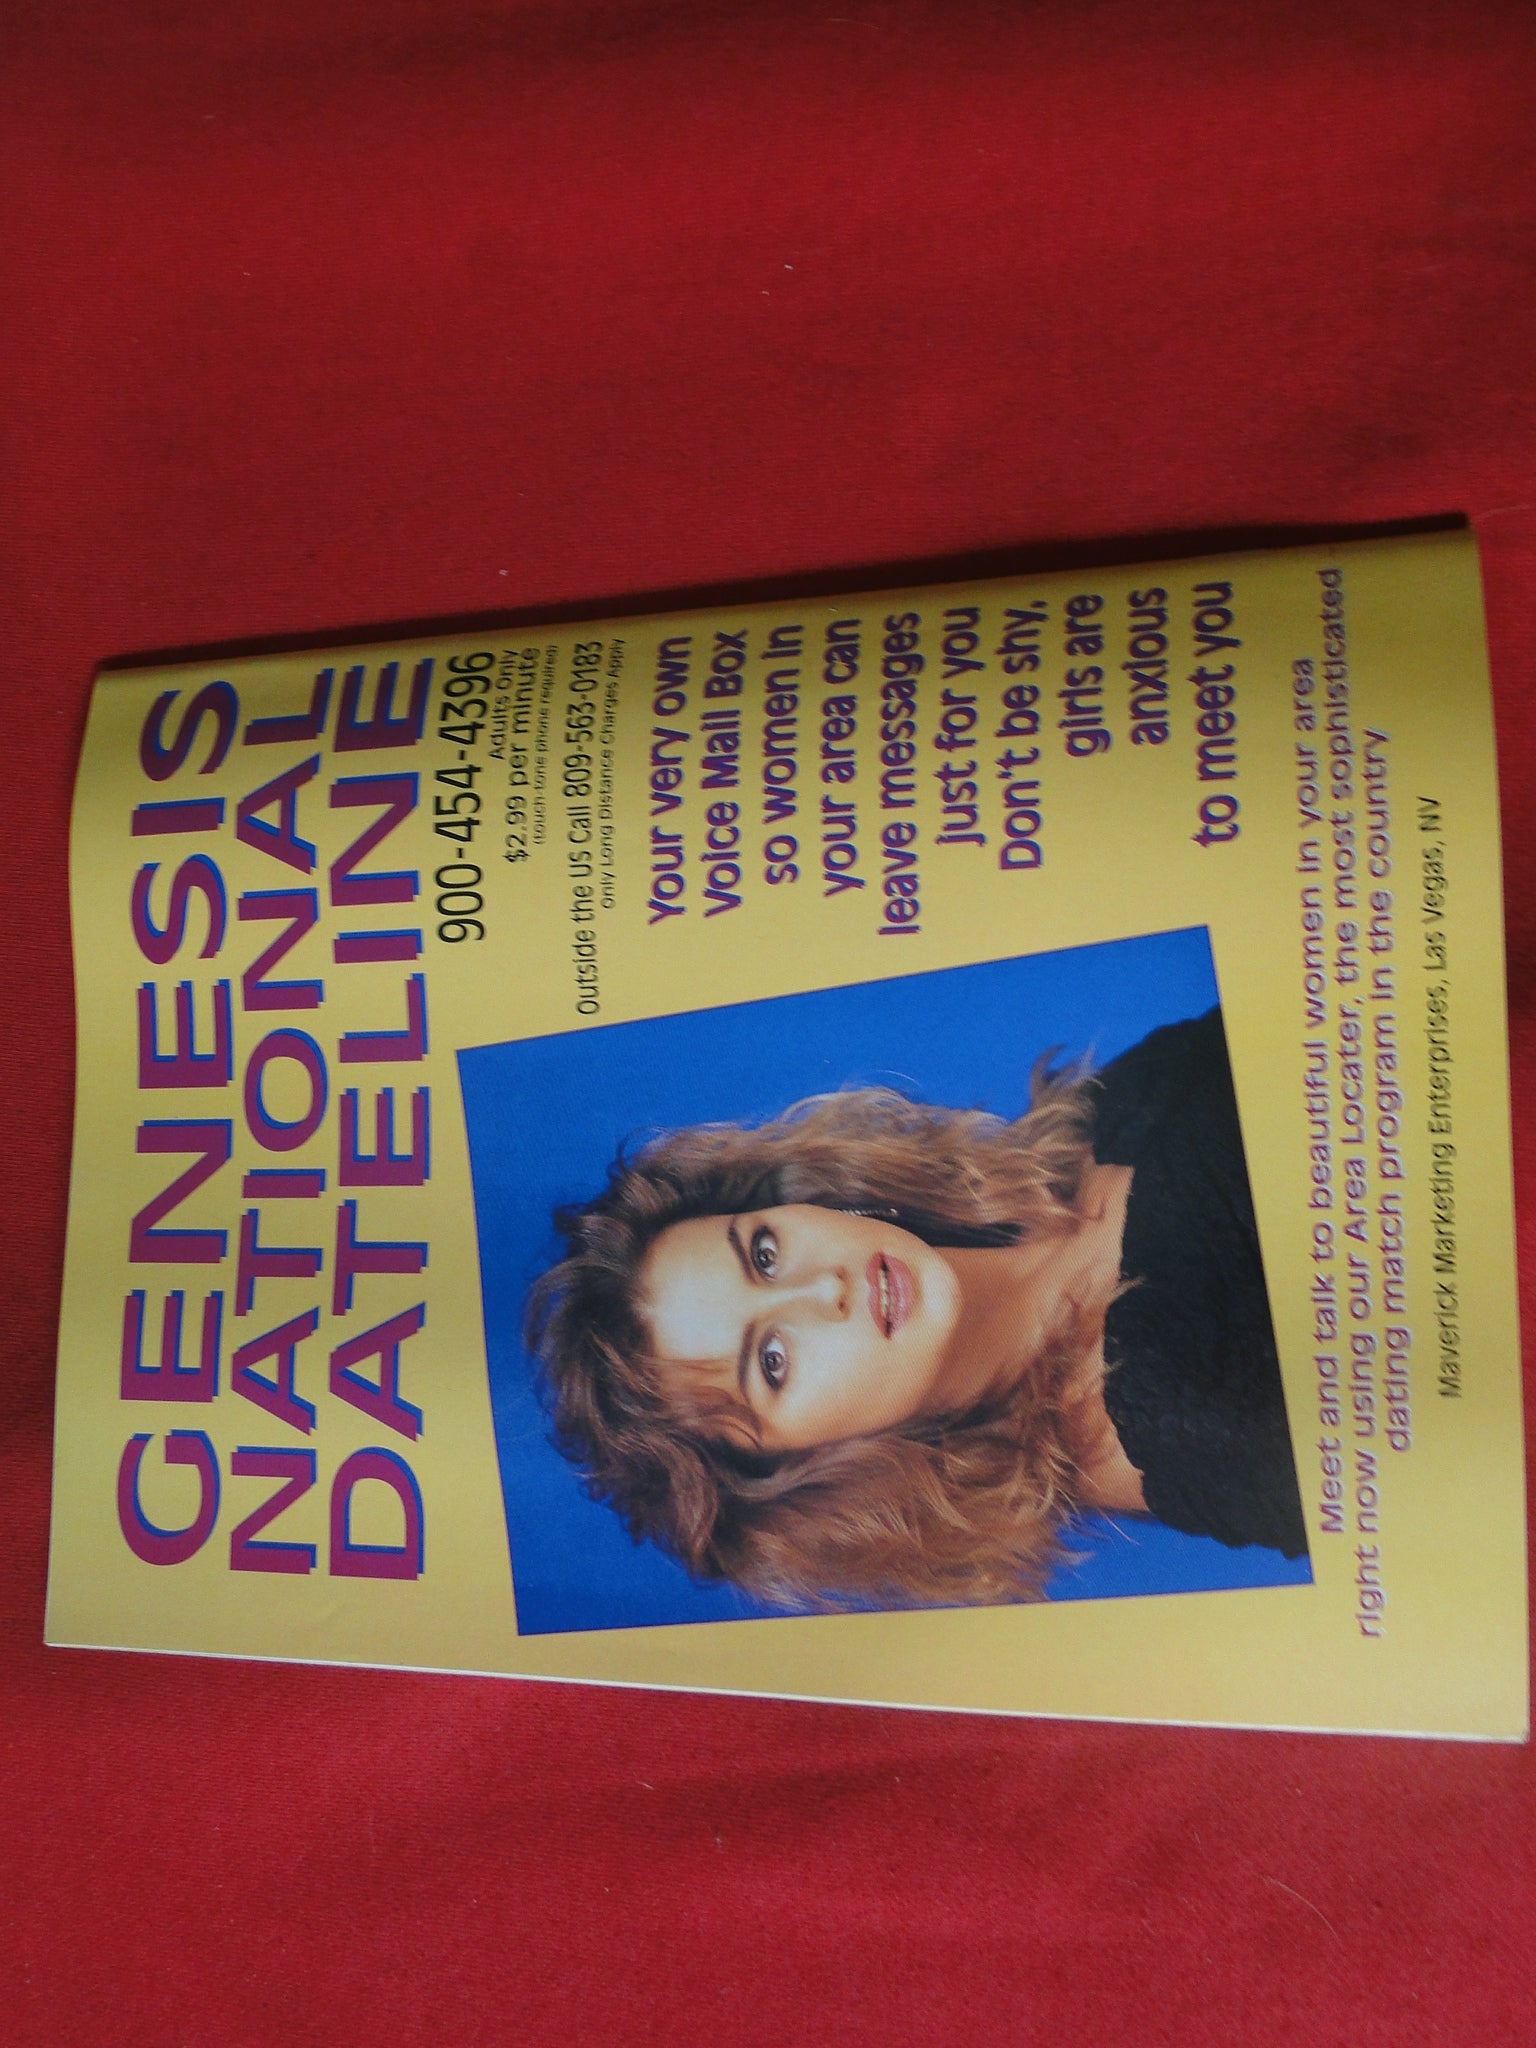 GENESIS
NATIONAL
DATELINE
900-454-4396
Adults Only
$2.99 per minute
(touch-tone phone required)
Outside the US Call 809-563-0183
Only Long Distance Charges Apply
Your very own
Voice Mail Box
so women in
your area can
leave messages
just for you
Don't be shy,
girls are
anxious
to meet you
Meet and talk to beautiful women in your area
right now using our Area Locater, the most sophisticated
dating match program in the country
Maverick Marketing Enterprises, Las Vegas, NV